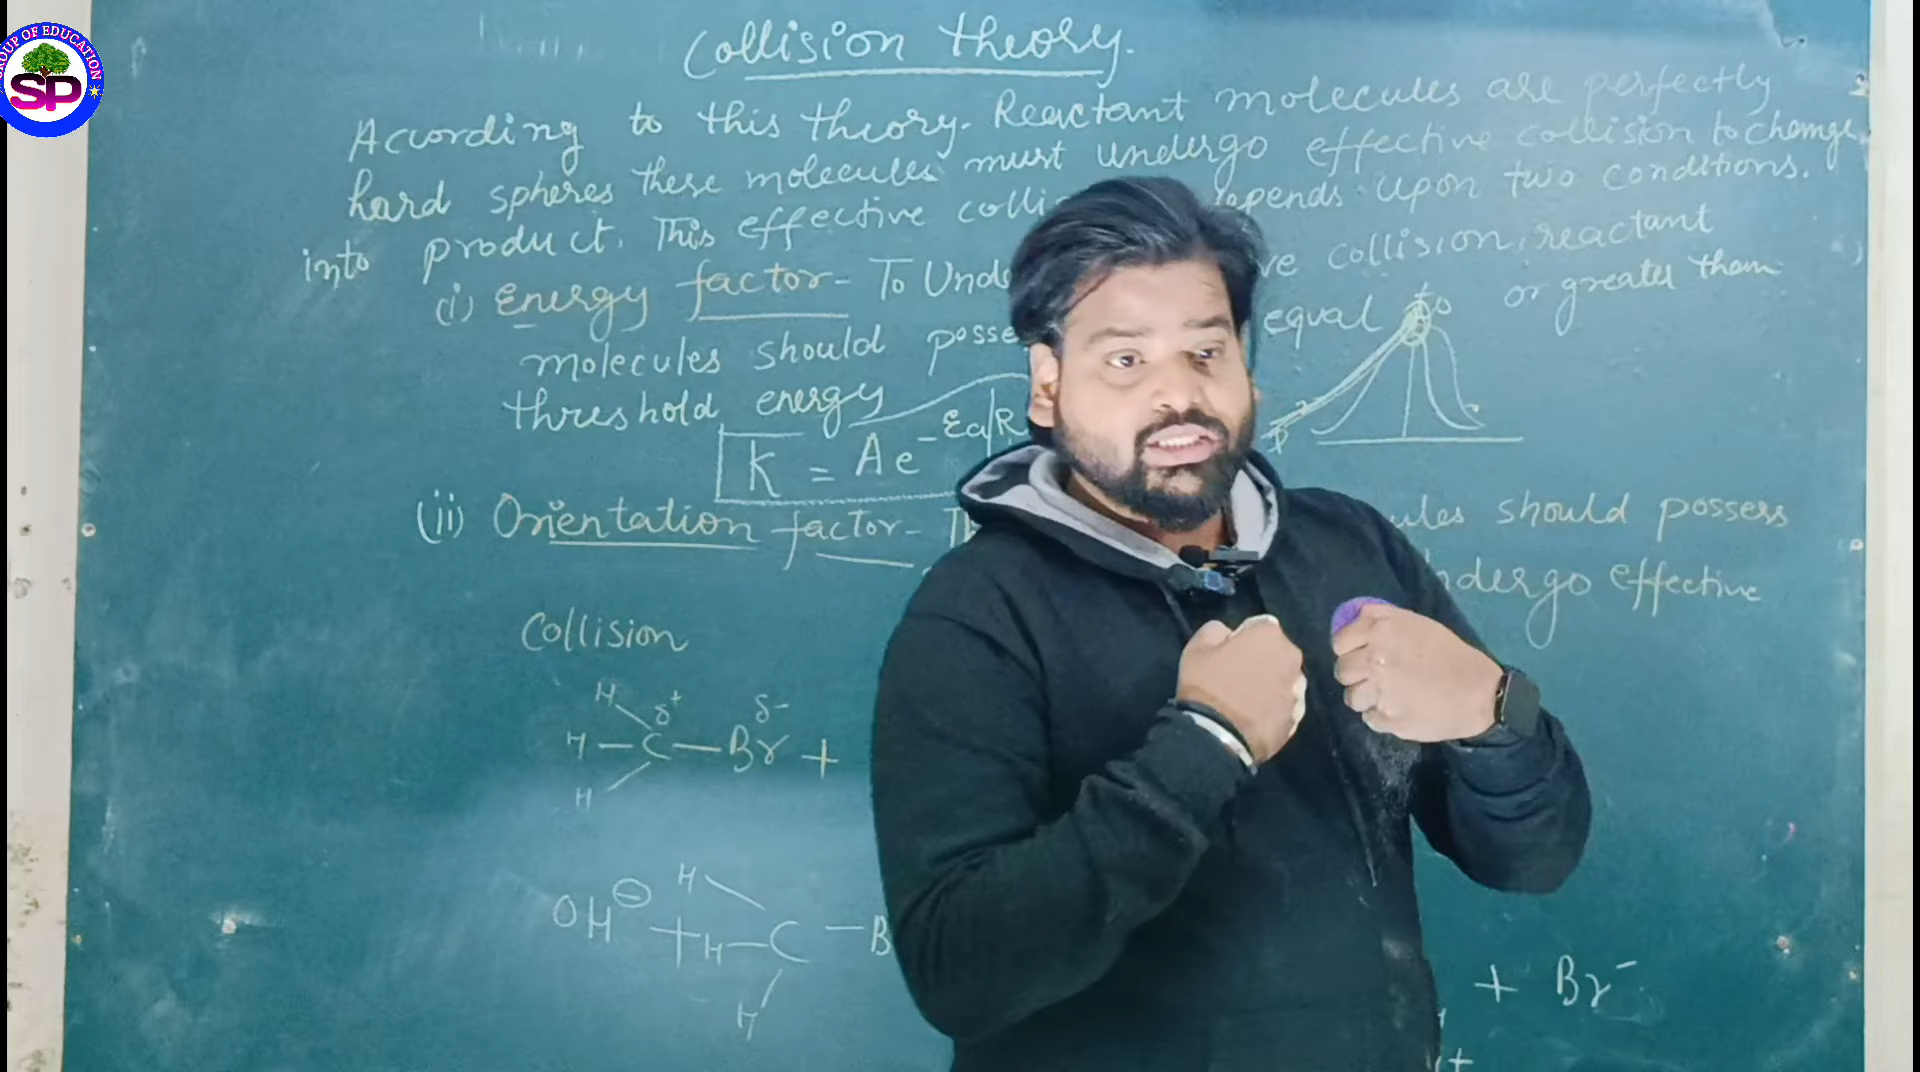 GROUP OF EDUCATION
SP
Collision theory.
According to this theory. Reactant molecules are perfectly
hard spheres these molecules must undergo effective collision to change
into product. This effective colli depends upon two conditions.
(i) Energy factor- To Unde ve collision, reactant
molecules should posse equal or greater than
threshold energy
K = Ae-Ea/R
(ii) Orientation factor- ules should possess
ndergo effective
Collision
H
δ+ δ-
H-C-Br +
H
H
OH⊖ + H-C-B
H
+ Br-